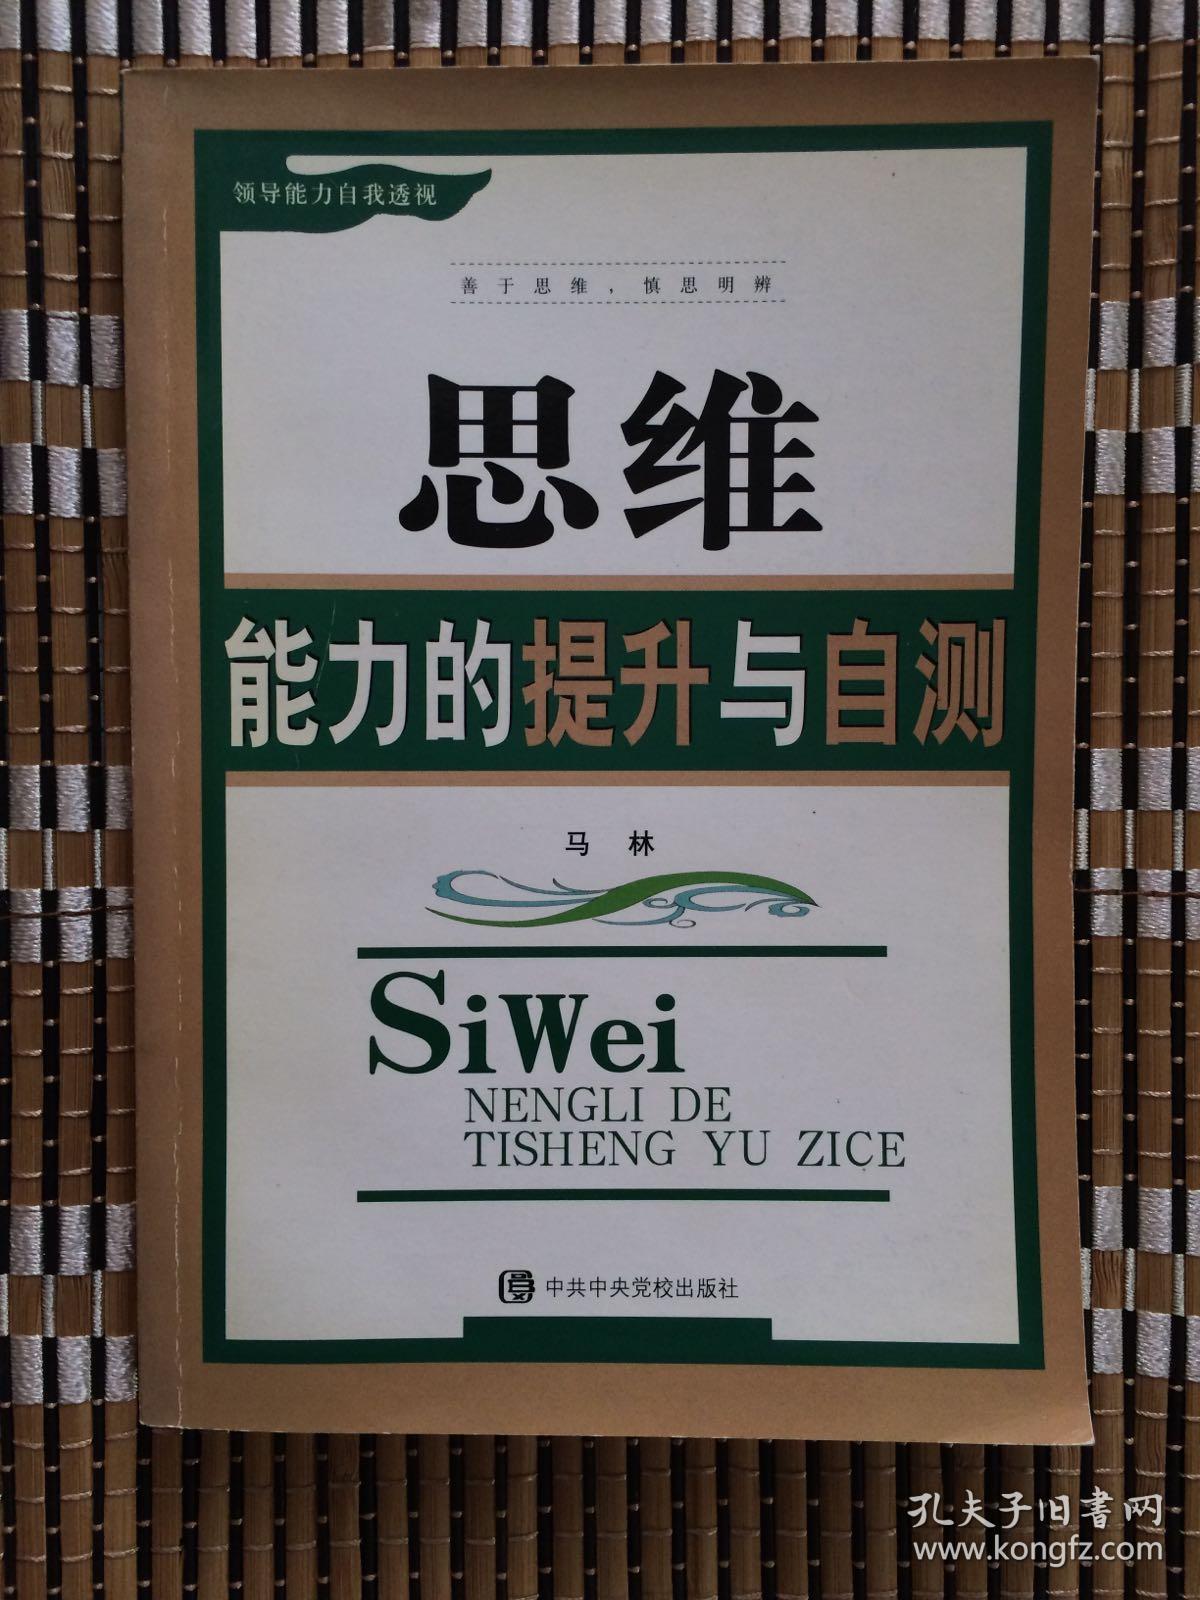 领导能力自我透视
善于思维，慎思明辨
思维
能力的提升与自测
马 林
SiWei
NENGLI DE
TISHENG YU ZICE
中共中央党校出版社
孔夫子旧书网
www.kongfz.com